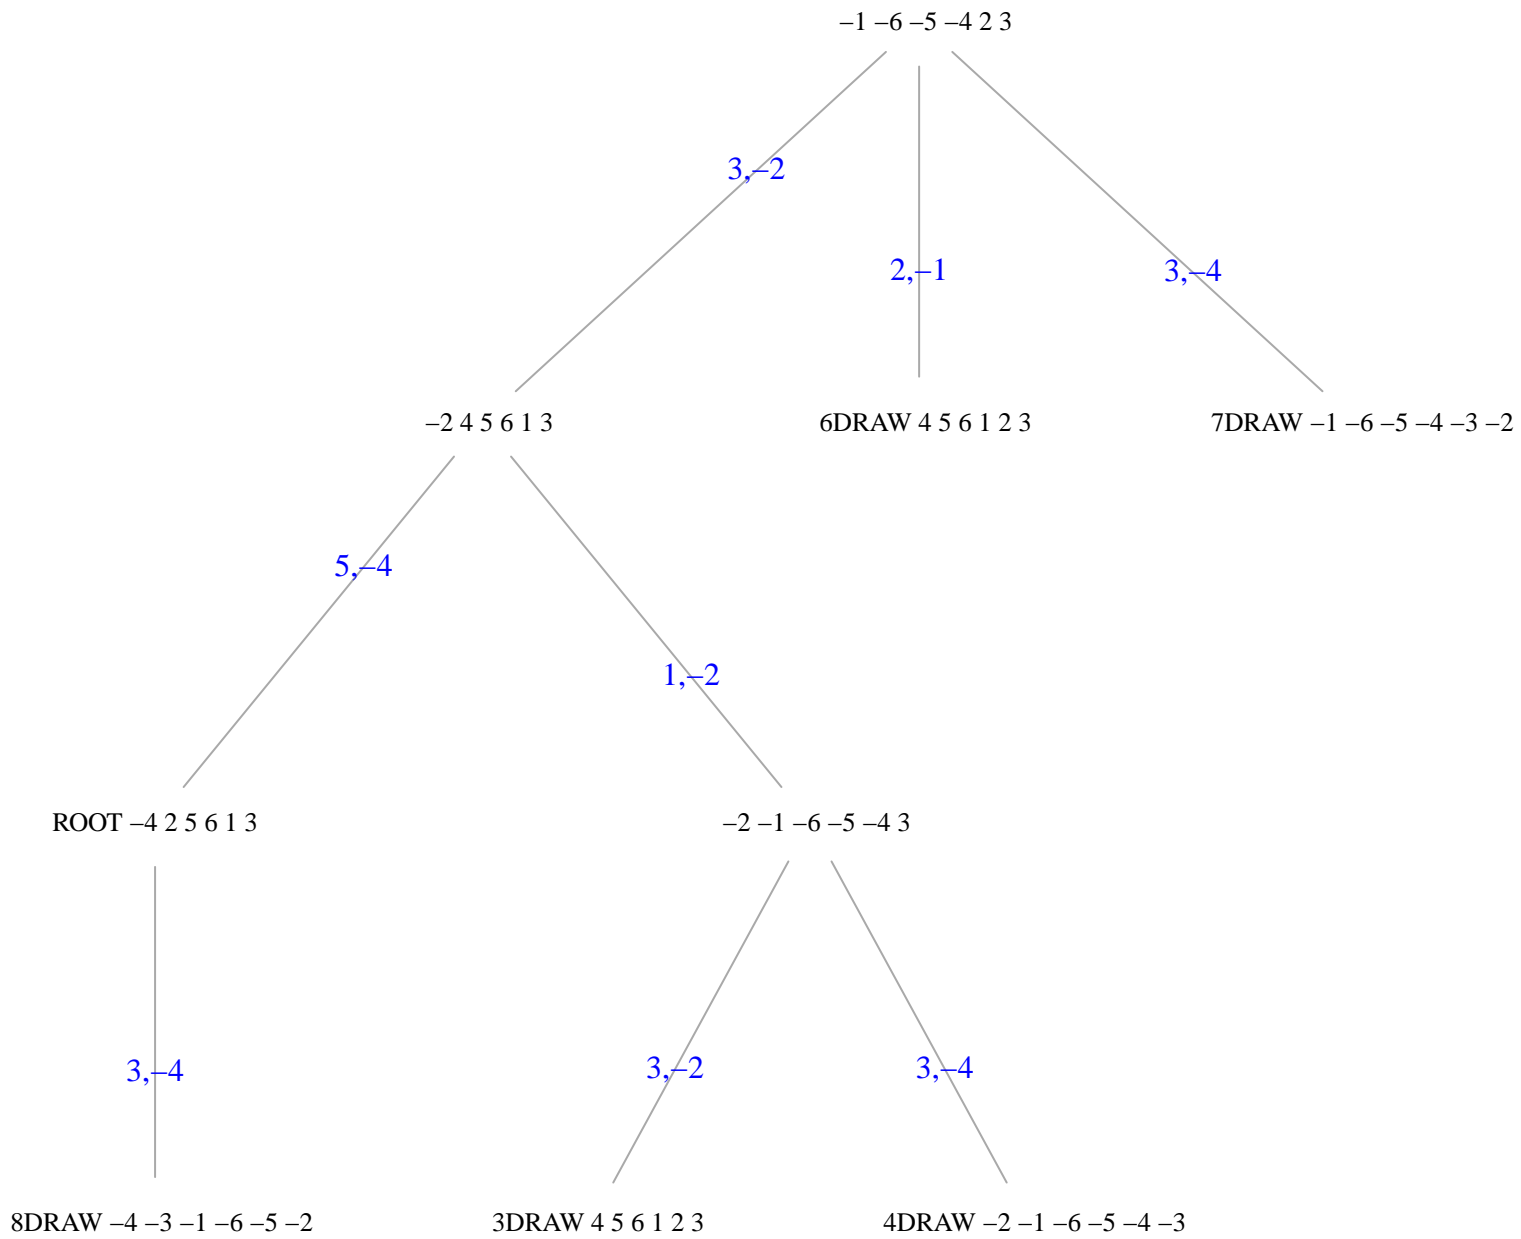 –1 –6 –5 –4 2 3
3,–2
2,–1
3,–4
–2 4 5 6 1 3
6DRAW 4 5 6 1 2 3
7DRAW –1 –6 –5 –4 –3 –2
5,–4
1,–2
ROOT –4 2 5 6 1 3
–2 –1 –6 –5 –4 3
3,–4
3,–2
3,–4
8DRAW –4 –3 –1 –6 –5 –2
3DRAW 4 5 6 1 2 3
4DRAW –2 –1 –6 –5 –4 –3